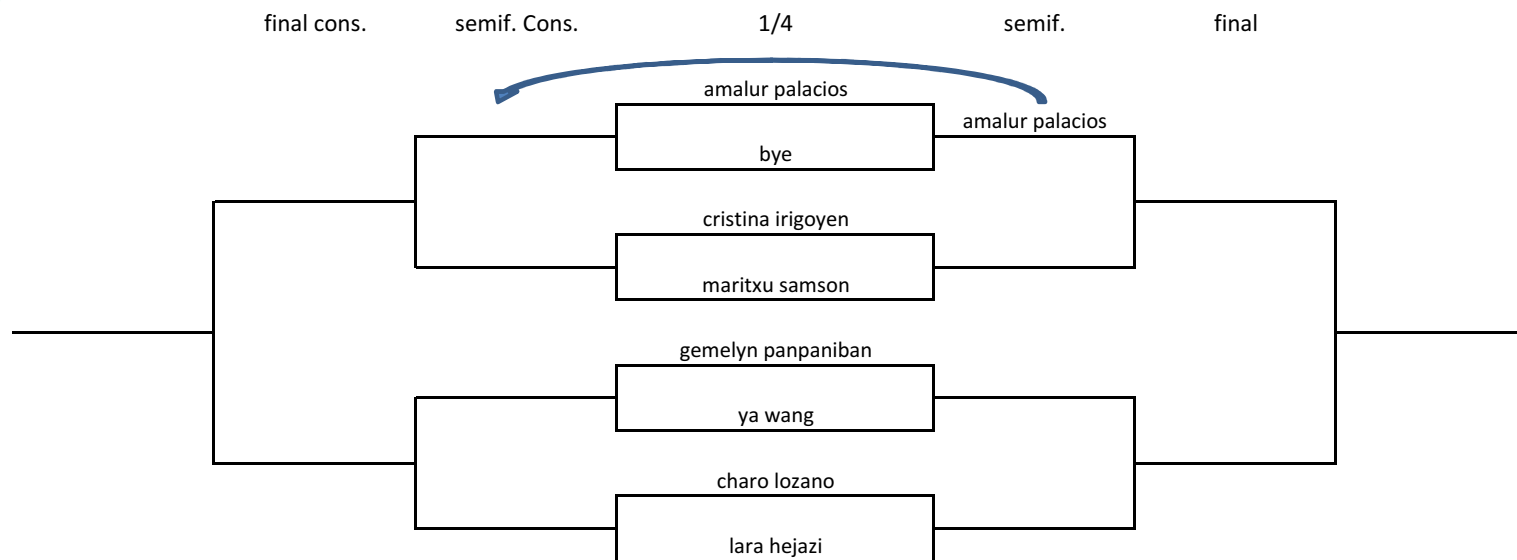 final cons. semif. Cons. 1/4 semif. final
amalur palacios
amalur palacios
bye
cristina irigoyen
maritxu samson
gemelyn panpaniban
ya wang
charo lozano
lara hejazi